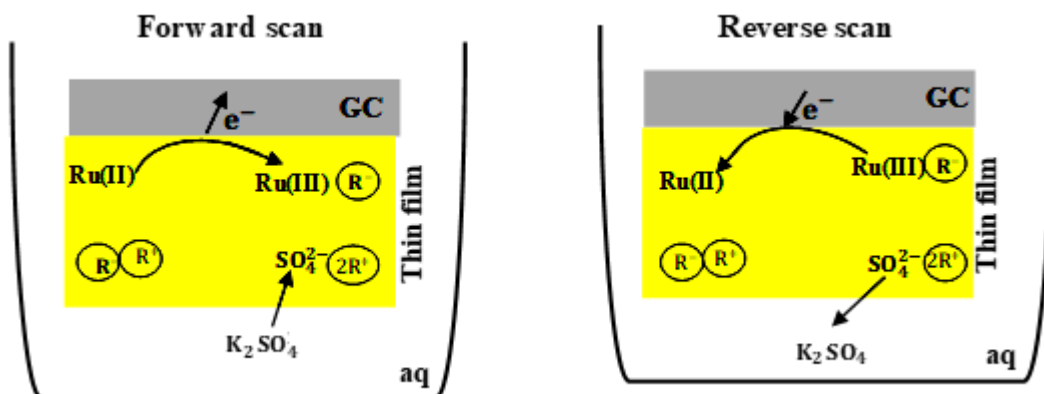 Forward scan
GC
e⁻
Ru(II)
Ru(III) R⁻
R⁻ R⁺
SO₄²⁻ 2R⁺
Thin film
K₂SO₄
aq
Reverse scan
GC
e⁻
Ru(II)
Ru(III) R⁻
R⁻ R⁺
SO₄²⁻ 2R⁺
Thin film
K₂SO₄
aq